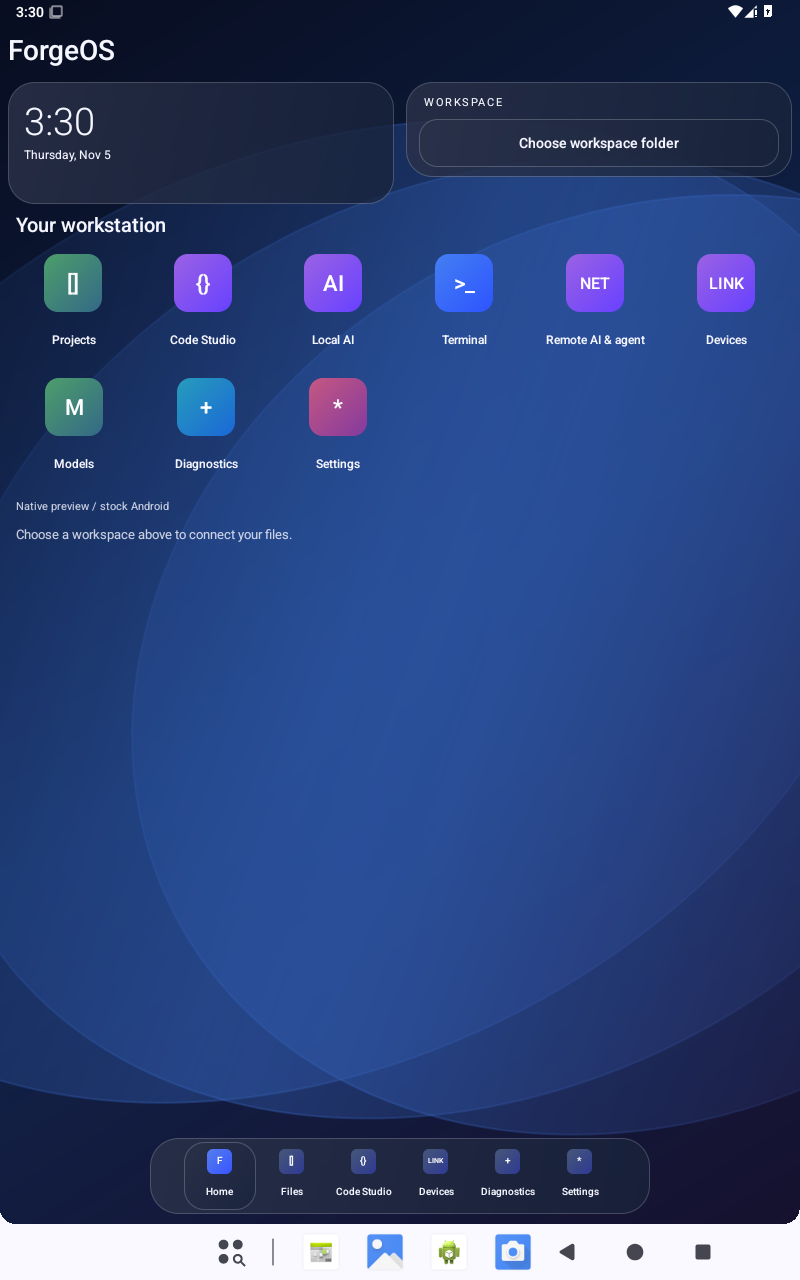 3:30
ForgeOS
3:30
Thursday, Nov 5
WORKSPACE
Choose workspace folder
Your workstation
[] {} AI >_ NET LINK
Projects Code Studio Local AI Terminal Remote AI & agent Devices
M + *
Models Diagnostics Settings
Native preview / stock Android
Choose a workspace above to connect your files.
F [] {} LINK + *
Home Files Code Studio Devices Diagnostics Settings